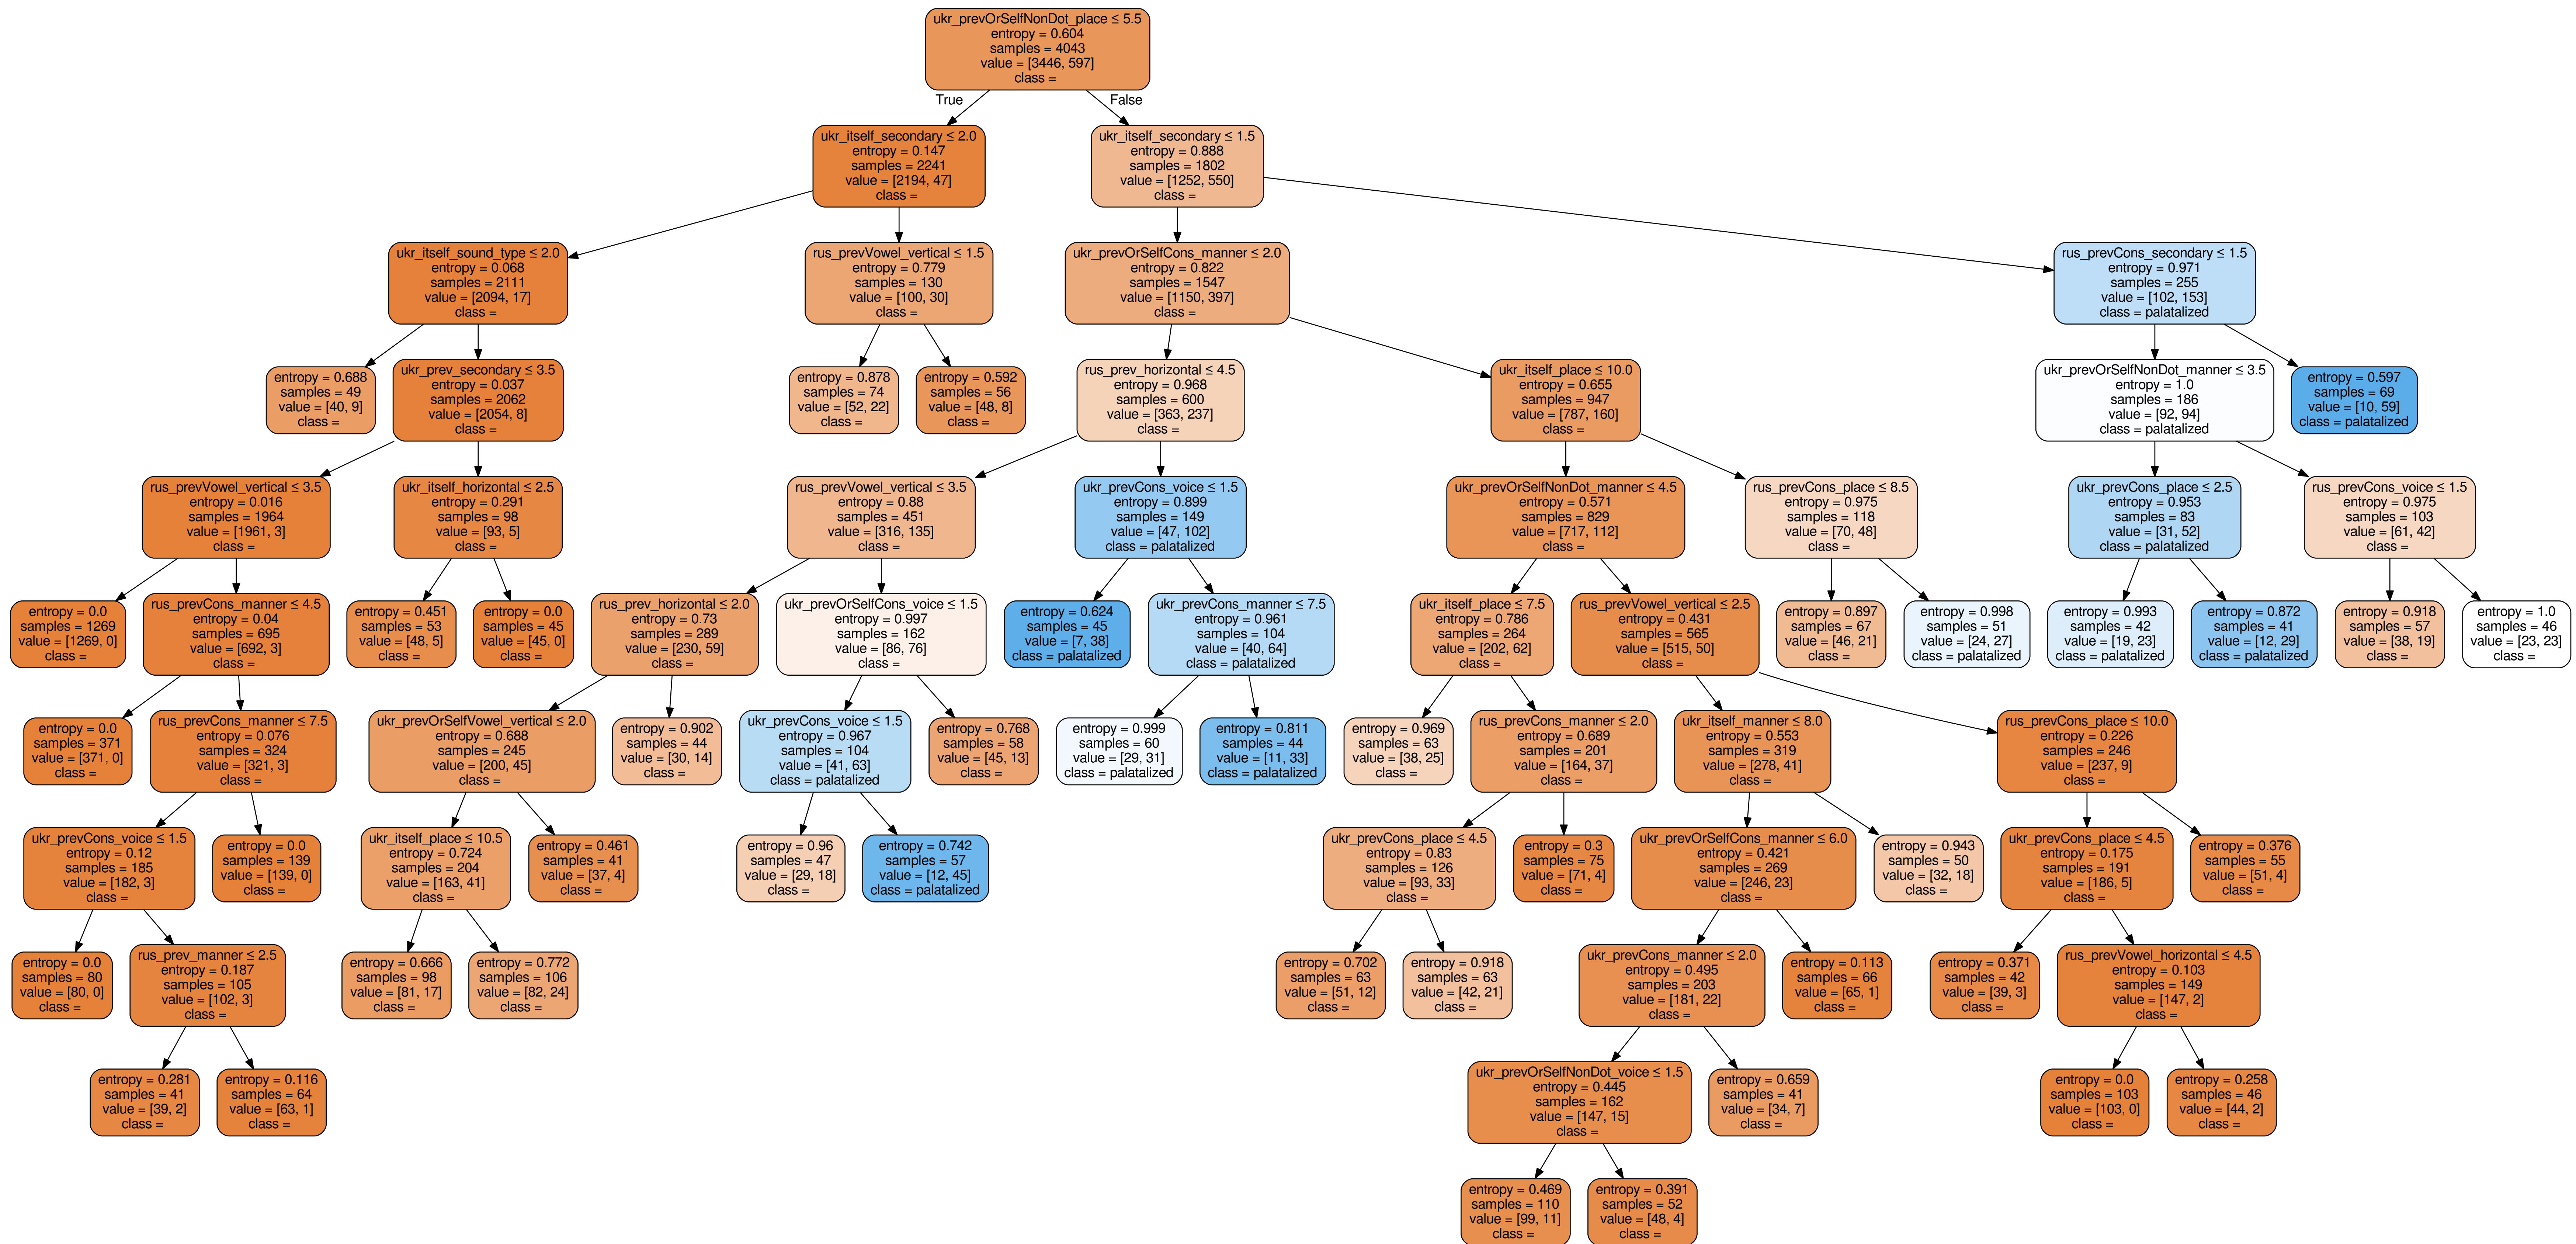 ukr_prevOrSelfNonDot_place ≤ 5.5
entropy = 0.604
samples = 4043
value = [3446, 597]
class =
True
False
ukr_itself_secondary ≤ 2.0
entropy = 0.147
samples = 2241
value = [2194, 47]
class =
ukr_itself_secondary ≤ 1.5
entropy = 0.888
samples = 1802
value = [1252, 550]
class =
ukr_itself_sound_type ≤ 2.0
entropy = 0.068
samples = 2111
value = [2094, 17]
class =
rus_prevVowel_vertical ≤ 1.5
entropy = 0.779
samples = 130
value = [100, 30]
class =
ukr_prevOrSelfCons_manner ≤ 2.0
entropy = 0.822
samples = 1547
value = [1150, 397]
class =
rus_prevCons_secondary ≤ 1.5
entropy = 0.971
samples = 255
value = [102, 153]
class = palatalized
entropy = 0.688
samples = 49
value = [40, 9]
class =
ukr_prev_secondary ≤ 3.5
entropy = 0.037
samples = 2062
value = [2054, 8]
class =
entropy = 0.878
samples = 74
value = [52, 22]
class =
entropy = 0.592
samples = 56
value = [48, 8]
class =
rus_prev_horizontal ≤ 4.5
entropy = 0.968
samples = 600
value = [363, 237]
class =
ukr_itself_place ≤ 10.0
entropy = 0.655
samples = 947
value = [787, 160]
class =
ukr_prevOrSelfNonDot_manner ≤ 3.5
entropy = 1.0
samples = 186
value = [92, 94]
class = palatalized
entropy = 0.597
samples = 69
value = [10, 59]
class = palatalized
rus_prevVowel_vertical ≤ 3.5
entropy = 0.016
samples = 1964
value = [1961, 3]
class =
ukr_itself_horizontal ≤ 2.5
entropy = 0.291
samples = 98
value = [93, 5]
class =
rus_prevVowel_vertical ≤ 3.5
entropy = 0.88
samples = 451
value = [316, 135]
class =
ukr_prevCons_voice ≤ 1.5
entropy = 0.899
samples = 149
value = [47, 102]
class = palatalized
ukr_prevOrSelfNonDot_manner ≤ 4.5
entropy = 0.571
samples = 829
value = [717, 112]
class =
rus_prevCons_place ≤ 8.5
entropy = 0.975
samples = 118
value = [70, 48]
class =
ukr_prevCons_place ≤ 2.5
entropy = 0.953
samples = 83
value = [31, 52]
class = palatalized
rus_prevCons_voice ≤ 1.5
entropy = 0.975
samples = 103
value = [61, 42]
class =
entropy = 0.0
samples = 1269
value = [1269, 0]
class =
rus_prevCons_manner ≤ 4.5
entropy = 0.04
samples = 695
value = [692, 3]
class =
entropy = 0.451
samples = 53
value = [48, 5]
class =
entropy = 0.0
samples = 45
value = [45, 0]
class =
rus_prev_horizontal ≤ 2.0
entropy = 0.73
samples = 289
value = [230, 59]
class =
ukr_prevOrSelfCons_voice ≤ 1.5
entropy = 0.997
samples = 162
value = [86, 76]
class =
entropy = 0.624
samples = 45
value = [7, 38]
class = palatalized
ukr_prevCons_manner ≤ 7.5
entropy = 0.961
samples = 104
value = [40, 64]
class = palatalized
ukr_itself_place ≤ 7.5
entropy = 0.786
samples = 264
value = [202, 62]
class =
rus_prevVowel_vertical ≤ 2.5
entropy = 0.431
samples = 565
value = [515, 50]
class =
entropy = 0.897
samples = 67
value = [46, 21]
class =
entropy = 0.998
samples = 51
value = [24, 27]
class = palatalized
entropy = 0.993
samples = 42
value = [19, 23]
class = palatalized
entropy = 0.872
samples = 41
value = [12, 29]
class = palatalized
entropy = 0.918
samples = 57
value = [38, 19]
class =
entropy = 1.0
samples = 46
value = [23, 23]
class =
entropy = 0.0
samples = 371
value = [371, 0]
class =
rus_prevCons_manner ≤ 7.5
entropy = 0.076
samples = 324
value = [321, 3]
class =
ukr_prevOrSelfVowel_vertical ≤ 2.0
entropy = 0.688
samples = 245
value = [200, 45]
class =
entropy = 0.902
samples = 44
value = [30, 14]
class =
ukr_prevCons_voice ≤ 1.5
entropy = 0.967
samples = 104
value = [41, 63]
class = palatalized
entropy = 0.768
samples = 58
value = [45, 13]
class =
entropy = 0.999
samples = 60
value = [29, 31]
class = palatalized
entropy = 0.811
samples = 44
value = [11, 33]
class = palatalized
entropy = 0.969
samples = 63
value = [38, 25]
class =
rus_prevCons_manner ≤ 2.0
entropy = 0.689
samples = 201
value = [164, 37]
class =
ukr_itself_manner ≤ 8.0
entropy = 0.553
samples = 319
value = [278, 41]
class =
rus_prevCons_place ≤ 10.0
entropy = 0.226
samples = 246
value = [237, 9]
class =
ukr_prevCons_voice ≤ 1.5
entropy = 0.12
samples = 185
value = [182, 3]
class =
entropy = 0.0
samples = 139
value = [139, 0]
class =
ukr_itself_place ≤ 10.5
entropy = 0.724
samples = 204
value = [163, 41]
class =
entropy = 0.461
samples = 41
value = [37, 4]
class =
entropy = 0.96
samples = 47
value = [29, 18]
class =
entropy = 0.742
samples = 57
value = [12, 45]
class = palatalized
ukr_prevCons_place ≤ 4.5
entropy = 0.83
samples = 126
value = [93, 33]
class =
entropy = 0.3
samples = 75
value = [71, 4]
class =
ukr_prevOrSelfCons_manner ≤ 6.0
entropy = 0.421
samples = 269
value = [246, 23]
class =
entropy = 0.943
samples = 50
value = [32, 18]
class =
ukr_prevCons_place ≤ 4.5
entropy = 0.175
samples = 191
value = [186, 5]
class =
entropy = 0.376
samples = 55
value = [51, 4]
class =
entropy = 0.0
samples = 80
value = [80, 0]
class =
rus_prev_manner ≤ 2.5
entropy = 0.187
samples = 105
value = [102, 3]
class =
entropy = 0.666
samples = 98
value = [81, 17]
class =
entropy = 0.772
samples = 106
value = [82, 24]
class =
entropy = 0.702
samples = 63
value = [51, 12]
class =
entropy = 0.918
samples = 63
value = [42, 21]
class =
ukr_prevCons_manner ≤ 2.0
entropy = 0.495
samples = 203
value = [181, 22]
class =
entropy = 0.113
samples = 66
value = [65, 1]
class =
entropy = 0.371
samples = 42
value = [39, 3]
class =
rus_prevVowel_horizontal ≤ 4.5
entropy = 0.103
samples = 149
value = [147, 2]
class =
entropy = 0.281
samples = 41
value = [39, 2]
class =
entropy = 0.116
samples = 64
value = [63, 1]
class =
ukr_prevOrSelfNonDot_voice ≤ 1.5
entropy = 0.445
samples = 162
value = [147, 15]
class =
entropy = 0.659
samples = 41
value = [34, 7]
class =
entropy = 0.0
samples = 103
value = [103, 0]
class =
entropy = 0.258
samples = 46
value = [44, 2]
class =
entropy = 0.469
samples = 110
value = [99, 11]
class =
entropy = 0.391
samples = 52
value = [48, 4]
class =